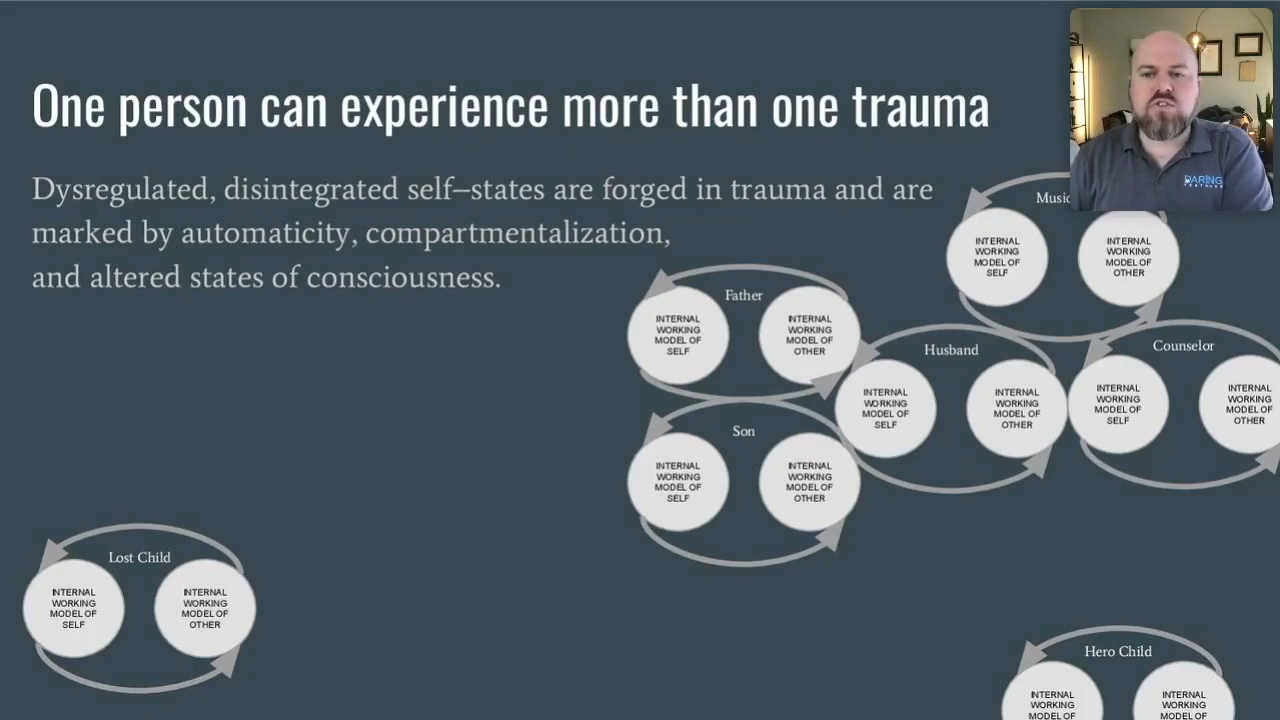 One person can experience more than one trauma
Dysregulated, disintegrated self–states are forged in trauma and are
marked by automaticity, compartmentalization,
and altered states of consciousness.
DARING
Music
INTERNAL
WORKING
MODEL OF
SELF
INTERNAL
WORKING
MODEL OF
OTHER
Father
INTERNAL
WORKING
MODEL OF
SELF
INTERNAL
WORKING
MODEL OF
OTHER
Husband
INTERNAL
WORKING
MODEL OF
SELF
INTERNAL
WORKING
MODEL OF
OTHER
Counselor
INTERNAL
WORKING
MODEL OF
SELF
INTERNAL
WORKING
MODEL OF
OTHER
Son
INTERNAL
WORKING
MODEL OF
SELF
INTERNAL
WORKING
MODEL OF
OTHER
Lost Child
INTERNAL
WORKING
MODEL OF
SELF
INTERNAL
WORKING
MODEL OF
OTHER
Hero Child
INTERNAL
WORKING
MODEL OF
INTERNAL
WORKING
MODEL OF